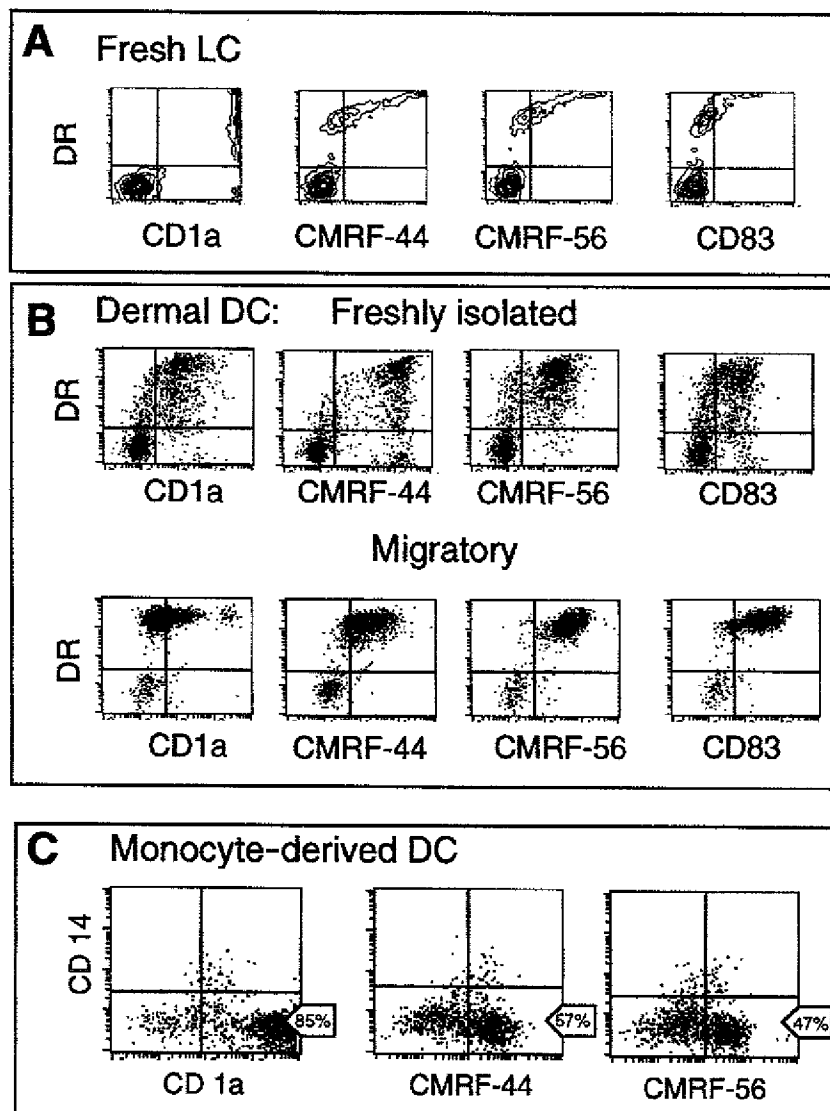 A Fresh LC
DR
CD1a CMRF-44 CMRF-56 CD83
B Dermal DC: Freshly isolated
DR
CD1a CMRF-44 CMRF-56 CD83
Migratory
DR
CD1a CMRF-44 CMRF-56 CD83
C Monocyte-derived DC
CD 14
85% 67% 47%
CD 1a CMRF-44 CMRF-56